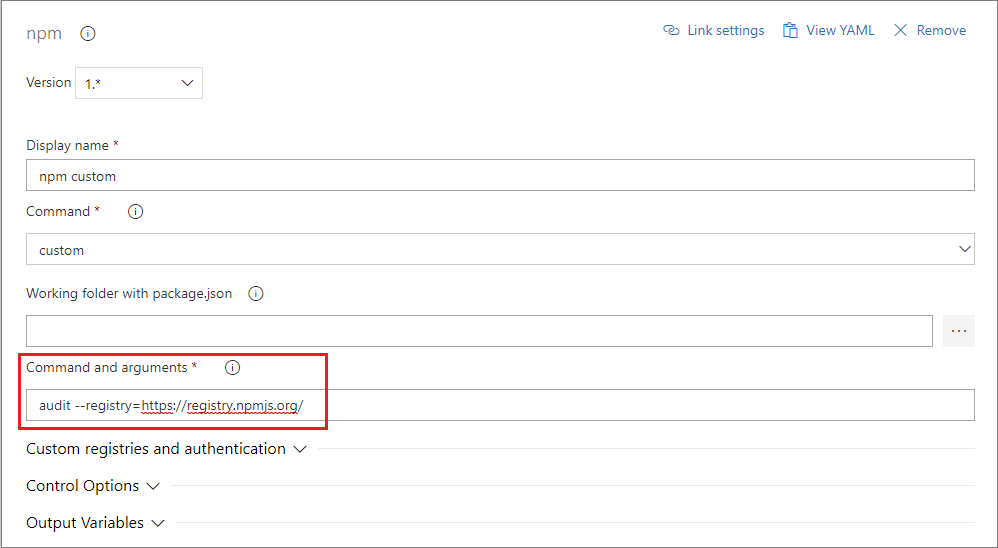 npm
Link settings
View YAML
Remove
Version 1.*
Display name *
npm custom
Command *
custom
Working folder with package.json
...
Command and arguments *
audit --registry=https://registry.npmjs.org/
Custom registries and authentication
Control Options
Output Variables